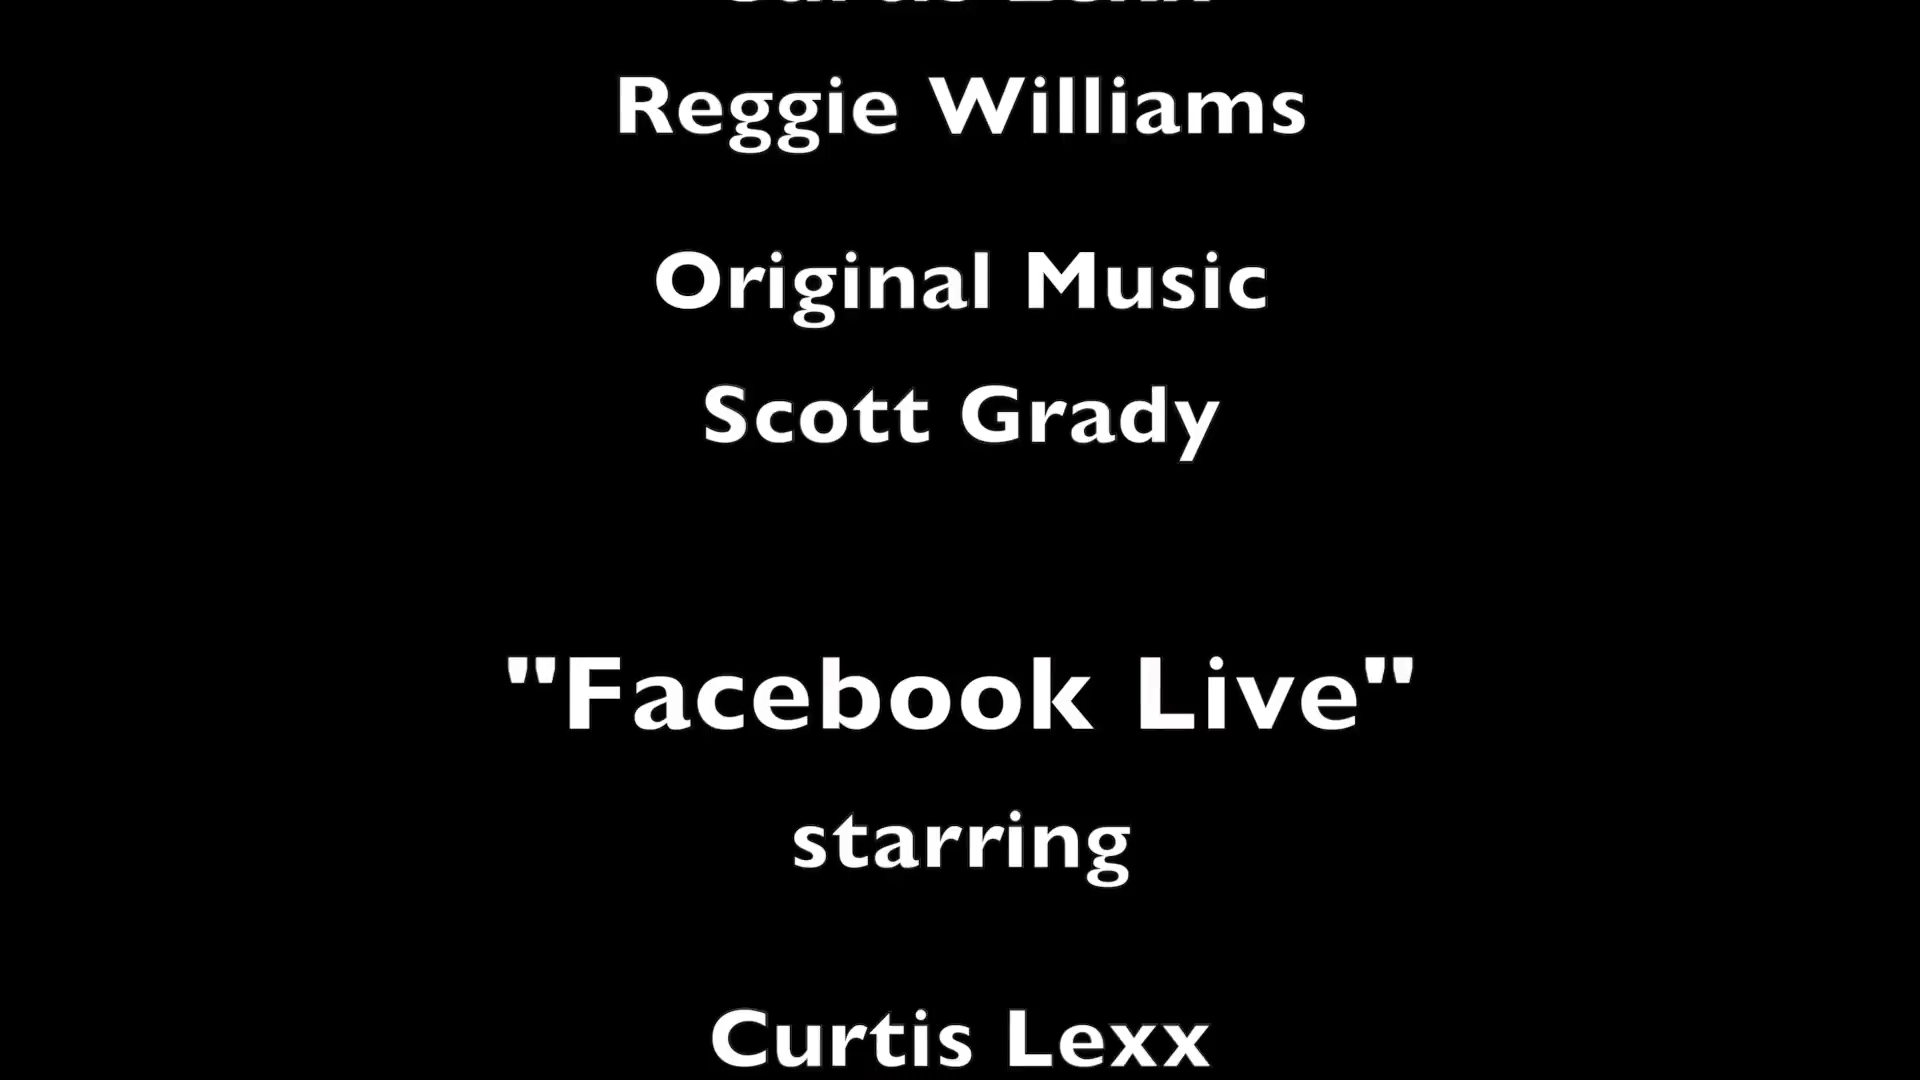 Reggie Williams
Original Music
Scott Grady
"Facebook Live"
starring
Curtis Lexx